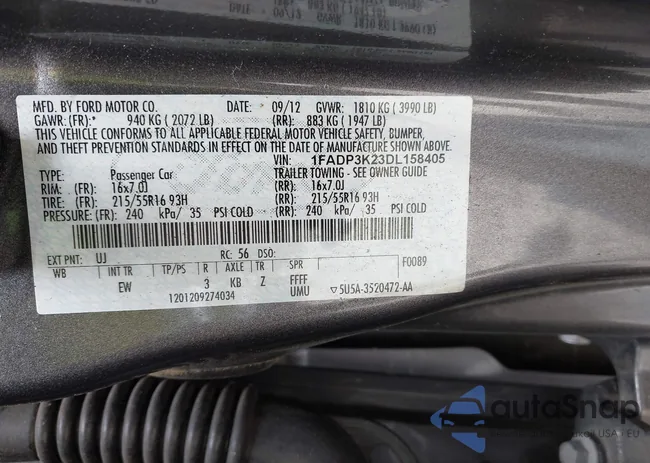 MFD. BY FORD MOTOR CO. DATE: 09/12 GVWR: 1810 KG ( 3990 LB)
GAWR: (FR):* 940 KG ( 2072 LB) (RR): 883 KG ( 1947 LB)
THIS VEHICLE CONFORMS TO ALL APPLICABLE FEDERAL MOTOR VEHICLE SAFETY, BUMPER,
AND THEFT PREVENTION STANDARDS IN EFFECT ON THE DATE OF MANUFACTURE SHOWN ABOVE.
VIN: 1FADP3K23DL158405
TYPE: Passenger Car TRAILER TOWING - SEE OWNER GUIDE
RIM: (FR): 16x7.0J (RR): 16x7.0J
TIRE: (FR): 215/55R16 93H (RR): 215/55R16 93H
PRESSURE: (FR): 240 kPa/ 35 PSI COLD (RR): 240 kPa/ 35 PSI COLD
EXT PNT: UJ RC: 56 DSO: F0089
WB INT TR TP/PS R AXLE TR SPR
EW 3 KB Z FFFF
1201209274034 UMU ▽5U5A-3520472-AA
autoSnap
USA - EU